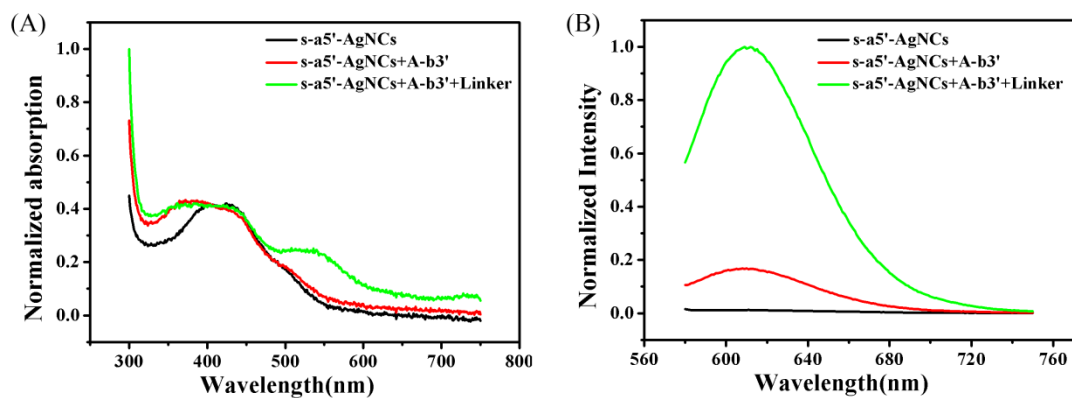 (A)
s-a5'-AgNCs
s-a5'-AgNCs+A-b3'
s-a5'-AgNCs+A-b3'+Linker
Normalized absorption
1.0
0.8
0.6
0.4
0.2
0.0
300
400
500
600
700
800
Wavelength(nm)
(B)
s-a5'-AgNCs
s-a5'-AgNCs+A-b3'
s-a5'-AgNCs+A-b3'+Linker
Normalized Intensity
1.0
0.8
0.6
0.4
0.2
0.0
560
600
640
680
720
760
Wavelength(nm)